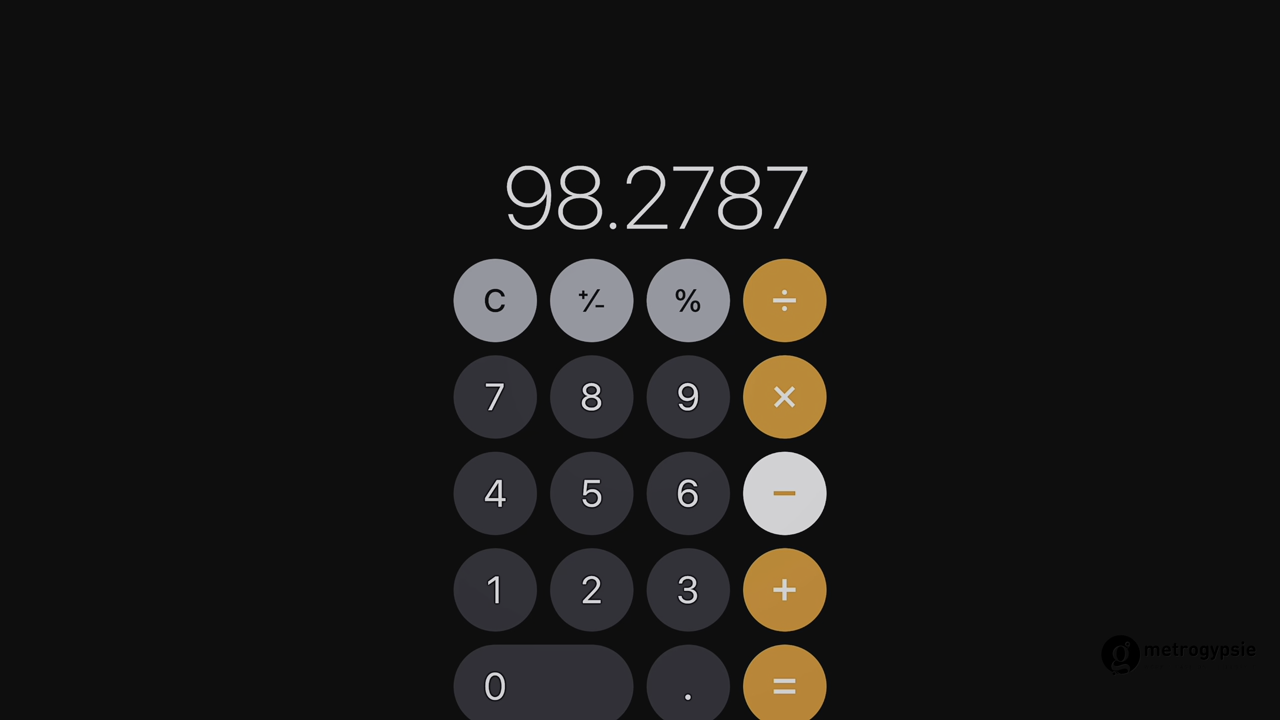 98.2787
C +/- % ÷
7 8 9 ×
4 5 6 −
1 2 3 +
0 . =
g metrogypsie